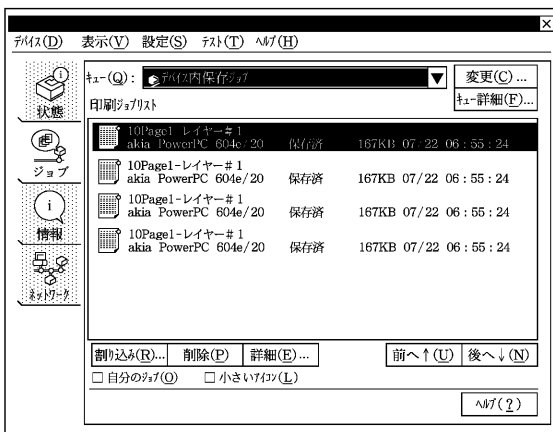 ﾃﾞﾊﾞｲｽ(D) 表示(V) 設定(S) ﾃｽﾄ(T) ﾍﾙﾌﾟ(H)
状態
ジョブ
i
情報
ﾈｯﾄﾜｰｸ
ｷｭｰ(Q)： ﾃﾞﾊﾞｲｽ内保存ｼﾞｮﾌﾞ
変更(C)...
印刷ｼﾞｮﾌﾞﾘｽﾄ
ｷｭｰ詳細(F)...
10Page1-レイヤー＃1
akia PowerPC 604e/20 保存済 167KB 07/22 06：55：24
10Page1-レイヤー＃1
akia PowerPC 604e/20 保存済 167KB 07/22 06：55：24
10Page1-レイヤー＃1
akia PowerPC 604e/20 保存済 167KB 07/22 06：55：24
10Page1-レイヤー＃1
akia PowerPC 604e/20 保存済 167KB 07/22 06：55：24
割り込み(R)... 削除(P) 詳細(E)... 前へ↑(U) 後へ↓(N)
□ 自分のｼﾞｮﾌﾞ(O) □ 小さいｱｲｺﾝ(L)
ﾍﾙﾌﾟ(?)